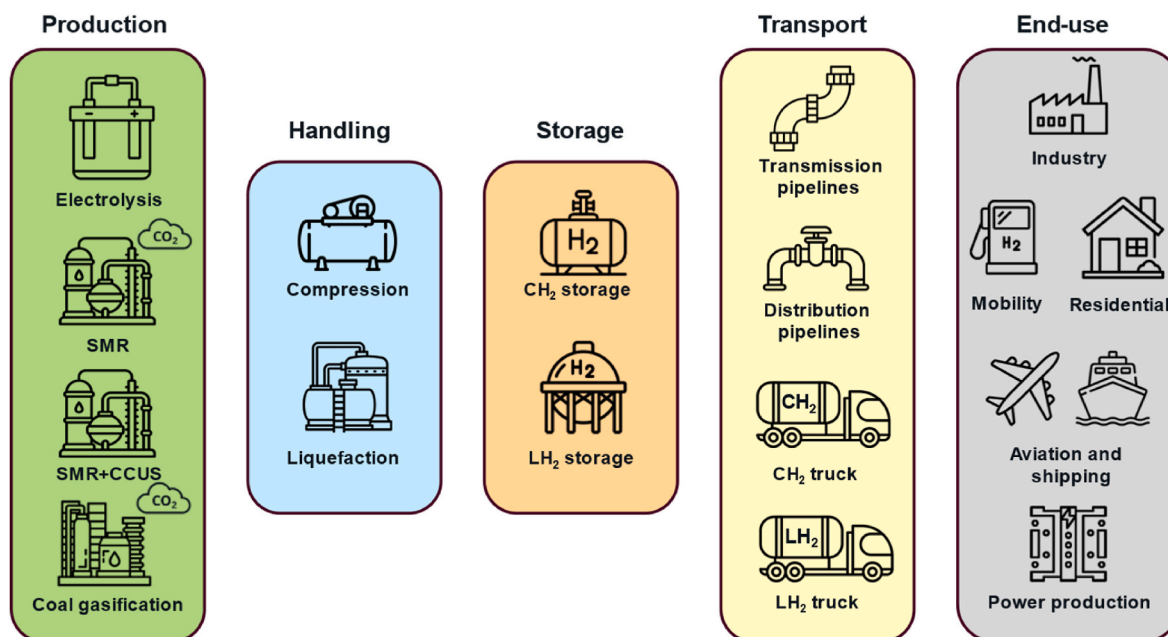 Production
Electrolysis
CO₂
SMR
SMR+CCUS
CO₂
Coal gasification
Handling
Compression
Liquefaction
Storage
H₂
CH₂ storage
H₂
LH₂ storage
Transport
Transmission
pipelines
Distribution
pipelines
CH₂
CH₂ truck
LH₂
LH₂ truck
End-use
Industry
H₂
Mobility
Residential
Aviation and
shipping
Power production